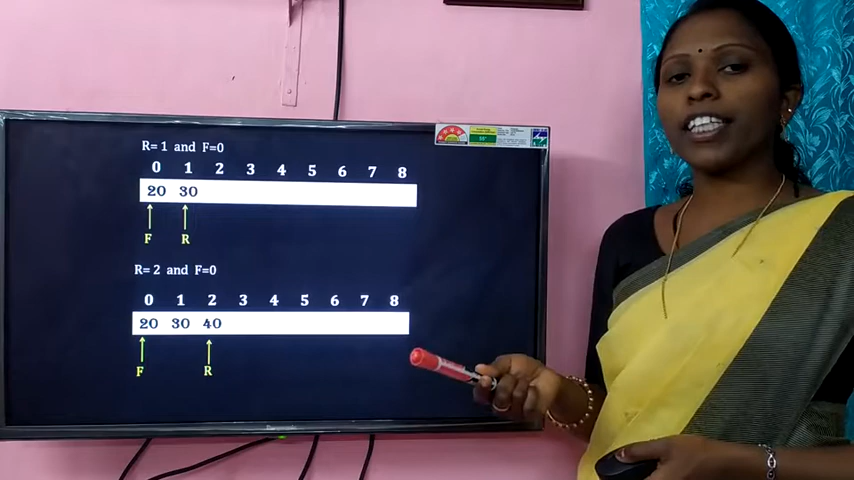 R= 1 and F=0
0 1 2 3 4 5 6 7 8
20 30
F R
R= 2 and F=0
0 1 2 3 4 5 6 7 8
20 30 40
F R